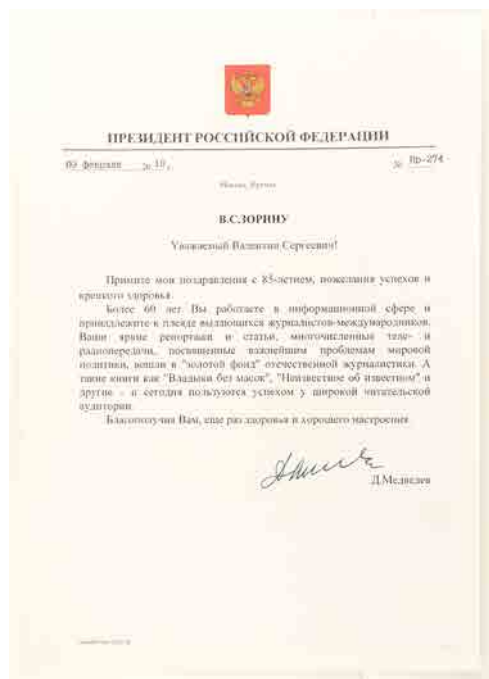 ПРЕЗИДЕНТ РОССИЙСКОЙ ФЕДЕРАЦИИ
09 февраля 20 10 г.
№ Пр-274
Москва, Кремль
В.С.ЗОРИНУ
Уважаемый Валентин Сергеевич!
Примите мои поздравления с 85-летием, пожелания успехов и
крепкого здоровья.
Более 60 лет Вы работаете в информационной сфере и
принадлежите к плеяде выдающихся журналистов-международников.
Ваши яркие репортажи и статьи, многочисленные теле- и
радиопередачи, посвященные важнейшим проблемам мировой
политики, вошли в "золотой фонд" отечественной журналистики. А
такие книги как "Владыки без масок", "Неизвестное об известном" и
другие - и сегодня пользуются успехом у широкой читательской
аудитории.
Благополучия Вам, еще раз здоровья и хорошего настроения.
Д.Медведев